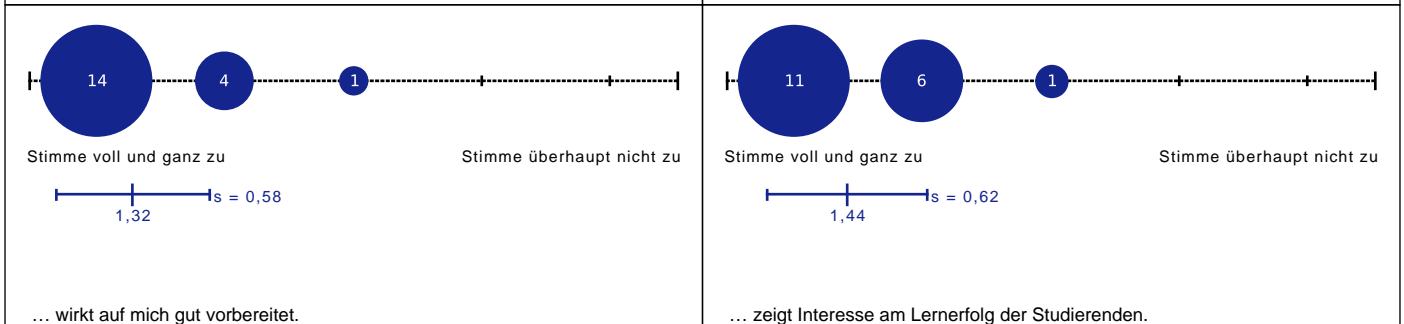 14 4 1
Stimme voll und ganz zu Stimme überhaupt nicht zu
s = 0,58
1,32
… wirkt auf mich gut vorbereitet.
11 6 1
Stimme voll und ganz zu Stimme überhaupt nicht zu
s = 0,62
1,44
… zeigt Interesse am Lernerfolg der Studierenden.